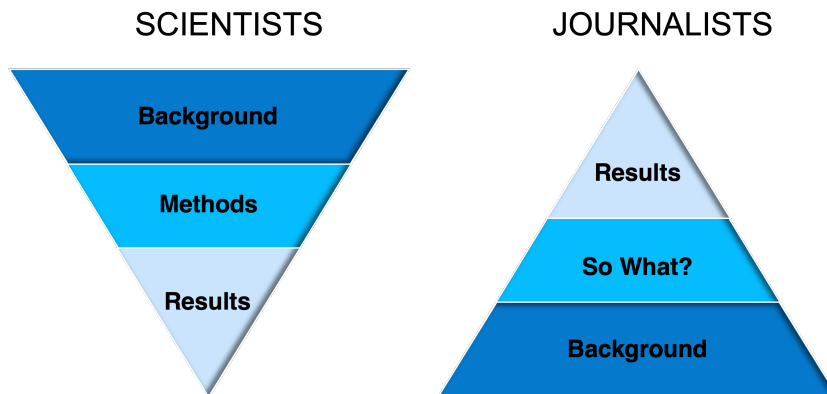 SCIENTISTS
Background
Methods
Results
JOURNALISTS
Results
So What?
Background